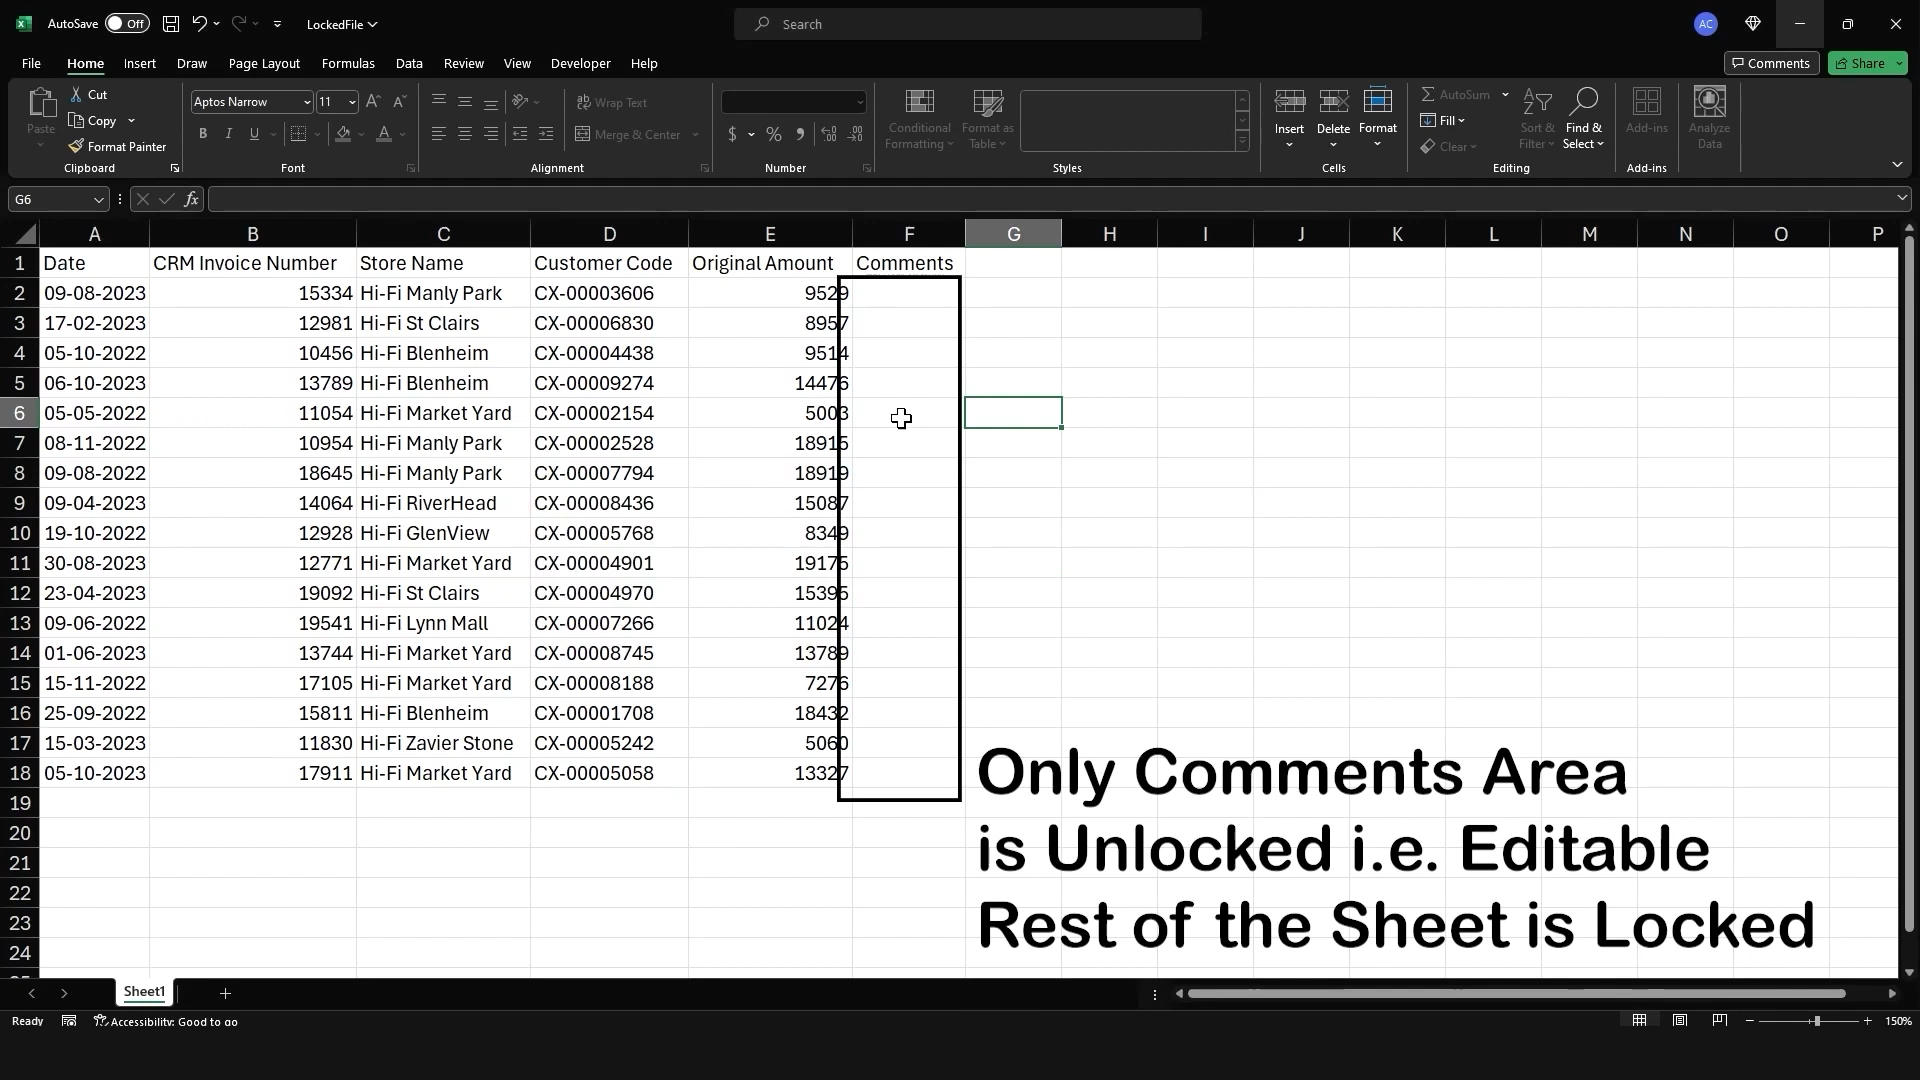 AutoSave Off LockedFile Search AC
File Home Insert Draw Page Layout Formulas Data Review View Developer Help Comments Share
Paste Cut Copy Format Painter Clipboard
Aptos Narrow 11 B I U Font
Wrap Text Merge & Center Alignment
$ % , Number
Conditional Formatting Format as Table Styles
Insert Delete Format Cells
AutoSum Fill Clear Sort & Filter Find & Select Editing
Add-ins Add-ins
Analyze Data
G6 fx
A B C D E F G H I J K L M N O P
1 Date CRM Invoice Number Store Name Customer Code Original Amount Comments
2 09-08-2023 15334 Hi-Fi Manly Park CX-00003606 9529
3 17-02-2023 12981 Hi-Fi St Clairs CX-00006830 8957
4 05-10-2022 10456 Hi-Fi Blenheim CX-00004438 9514
5 06-10-2023 13789 Hi-Fi Blenheim CX-00009274 14476
6 05-05-2022 11054 Hi-Fi Market Yard CX-00002154 5003
7 08-11-2022 10954 Hi-Fi Manly Park CX-00002528 18915
8 09-08-2022 18645 Hi-Fi Manly Park CX-00007794 18919
9 09-04-2023 14064 Hi-Fi RiverHead CX-00008436 15087
10 19-10-2022 12928 Hi-Fi GlenView CX-00005768 8349
11 30-08-2023 12771 Hi-Fi Market Yard CX-00004901 19175
12 23-04-2023 19092 Hi-Fi St Clairs CX-00004970 15395
13 09-06-2022 19541 Hi-Fi Lynn Mall CX-00007266 11024
14 01-06-2023 13744 Hi-Fi Market Yard CX-00008745 13789
15 15-11-2022 17105 Hi-Fi Market Yard CX-00008188 7276
16 25-09-2022 15811 Hi-Fi Blenheim CX-00001708 18432
17 15-03-2023 11830 Hi-Fi Zavier Stone CX-00005242 5060
18 05-10-2023 17911 Hi-Fi Market Yard CX-00005058 13327
19
20
21
22
23
24
Only Comments Area
is Unlocked i.e. Editable
Rest of the Sheet is Locked
Sheet1
Ready Accessibility: Good to go 150%